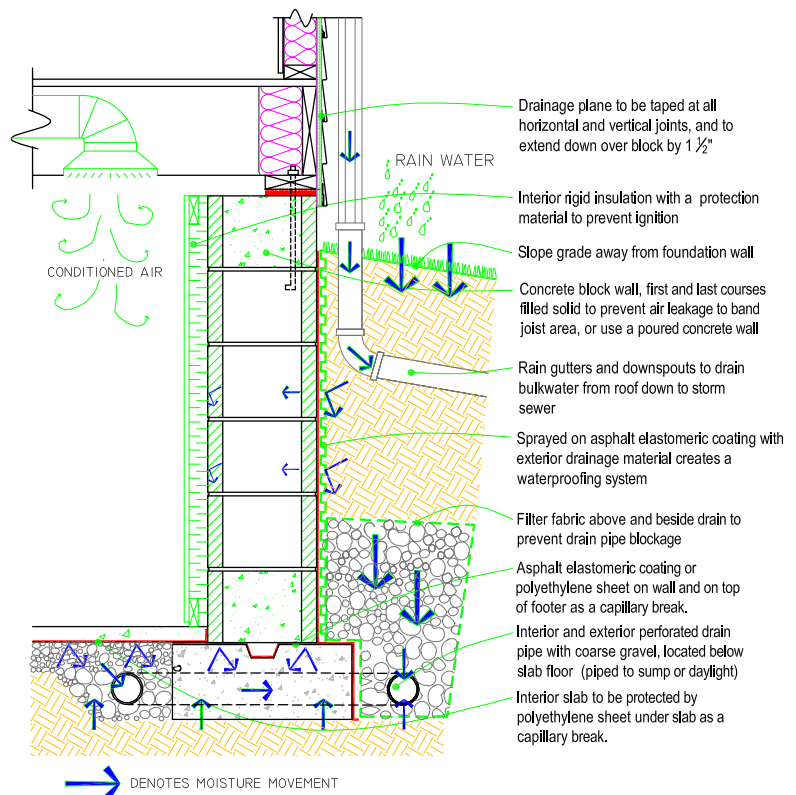 Drainage plane to be taped at all
horizontal and vertical joints, and to
extend down over block by 1 ½"
RAIN WATER
Interior rigid insulation with a protection
material to prevent ignition
Slope grade away from foundation wall
CONDITIONED AIR
Concrete block wall, first and last courses
filled solid to prevent air leakage to band
joist area, or use a poured concrete wall
Rain gutters and downspouts to drain
bulkwater from roof down to storm
sewer
Sprayed on asphalt elastomeric coating with
exterior drainage material creates a
waterproofing system
Filter fabric above and beside drain to
prevent drain pipe blockage
Asphalt elastomeric coating or
polyethylene sheet on wall and on top
of footer as a capillary break.
Interior and exterior perforated drain
pipe with coarse gravel, located below
slab floor (piped to sump or daylight)
Interior slab to be protected by
polyethylene sheet under slab as a
capillary break.
DENOTES MOISTURE MOVEMENT